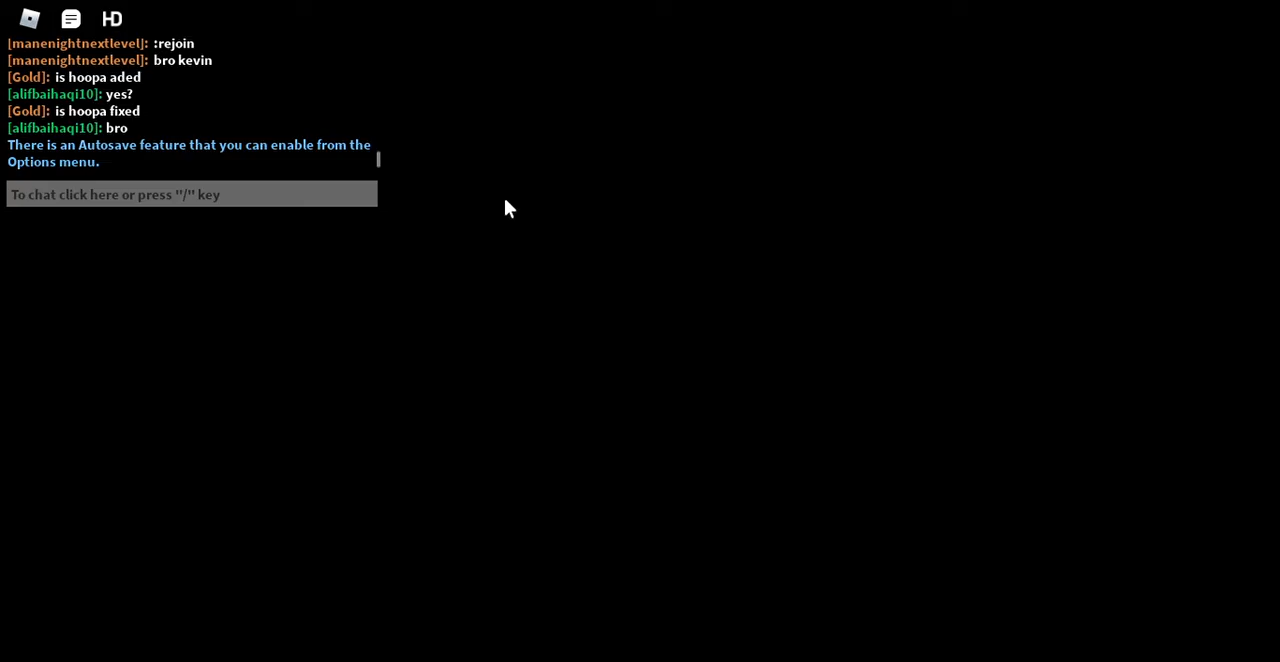 HD
[manenightnextlevel]: :rejoin
[manenightnextlevel]: bro kevin
[Gold]: is hoopa aded
[alifbaihaqi10]: yes?
[Gold]: is hoopa fixed
[alifbaihaqi10]: bro
There is an Autosave feature that you can enable from the
Options menu.
To chat click here or press "/" key